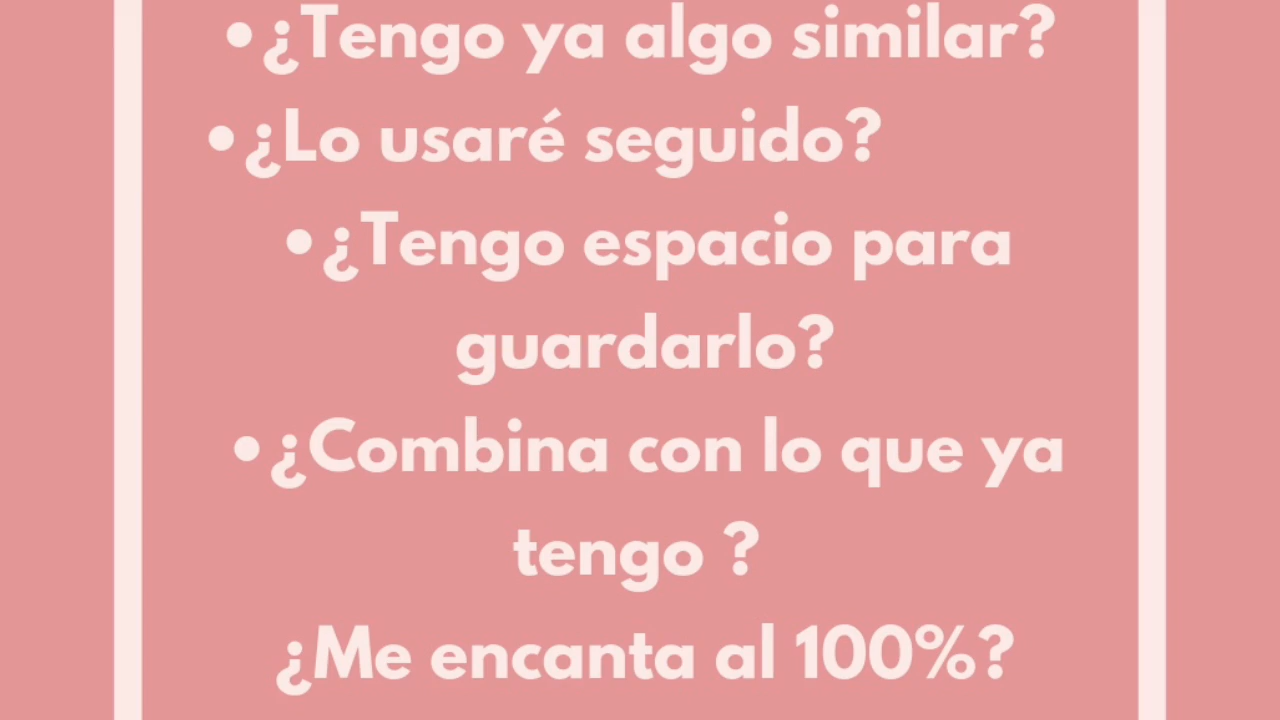 •¿Tengo ya algo similar?
•¿Lo usaré seguido?
•¿Tengo espacio para
guardarlo?
•¿Combina con lo que ya
tengo ?
¿Me encanta al 100%?